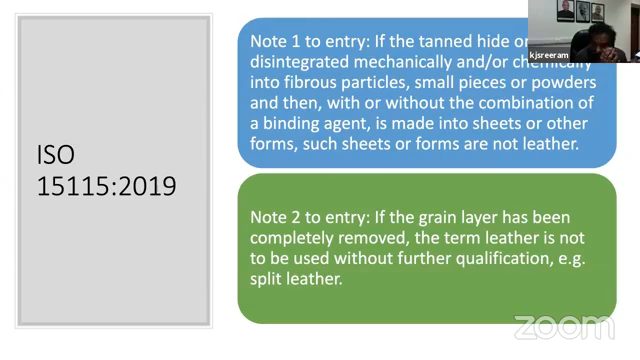 ISO
15115:2019
Note 1 to entry: If the tanned hide or
disintegrated mechanically and/or chemically
into fibrous particles, small pieces or powders
and then, with or without the combination of
a binding agent, is made into sheets or other
forms, such sheets or forms are not leather.
Note 2 to entry: If the grain layer has been
completely removed, the term leather is not
to be used without further qualification, e.g.
split leather.
kjsreeram
zoom